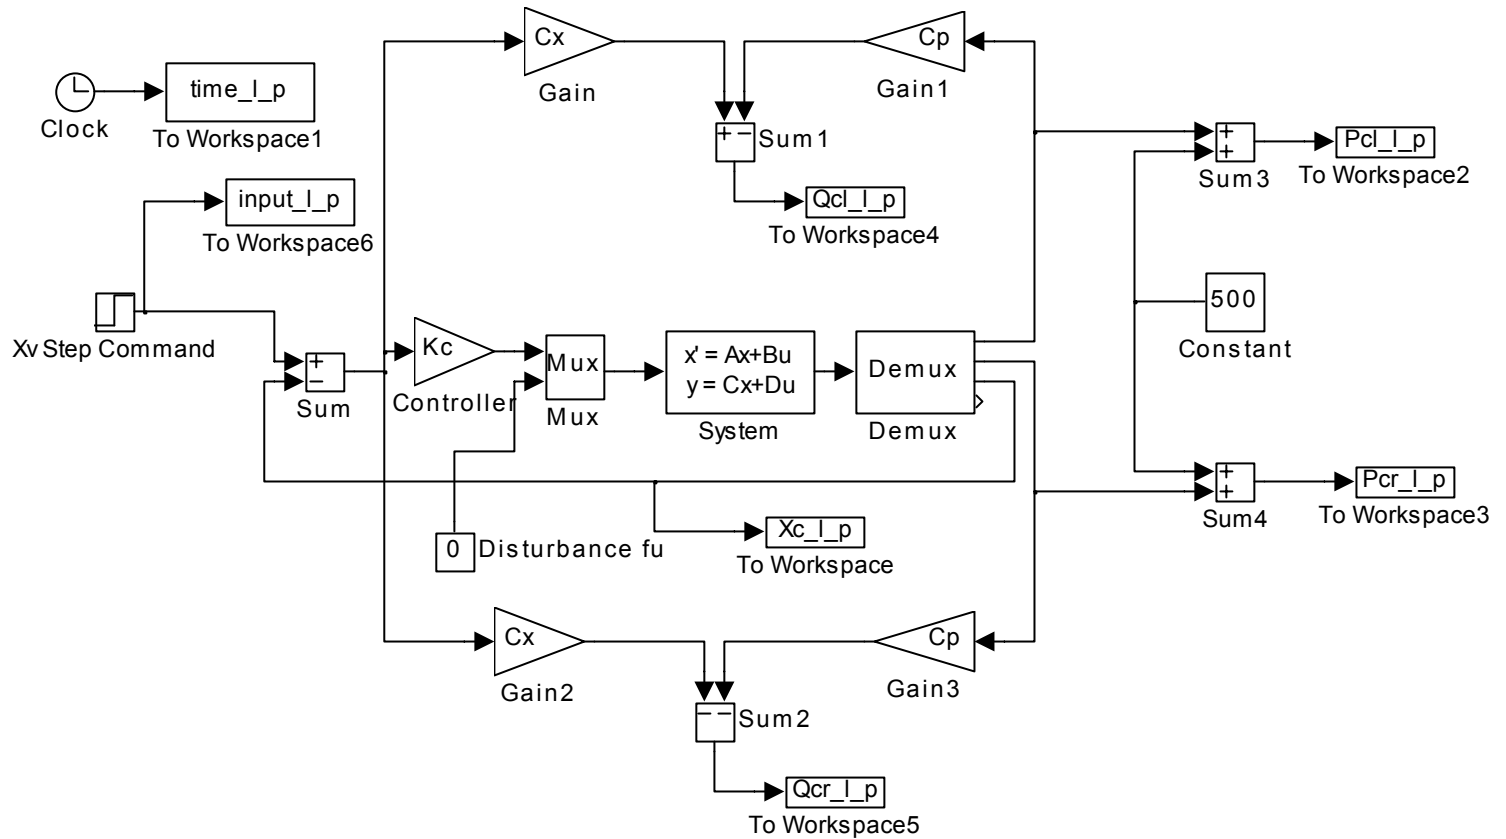 Cx
Gain
Cp
Gain1
Clock
time_l_p
To Workspace1
+ −
Sum1
+
+
Sum3
Pcl_l_p
To Workspace2
input_l_p
To Workspace6
Qcl_l_p
To Workspace4
Xv Step Command
500
Constant
+
−
Sum
Kc
Controller
Mux
Mux
x' = Ax+Bu
y = Cx+Du
System
Demux
Demux
+
+
Sum4
Pcr_l_p
To Workspace3
0
Disturbance fu
Xc_l_p
To Workspace
Cx
Gain2
Cp
Gain3
− −
Sum2
Qcr_l_p
To Workspace5